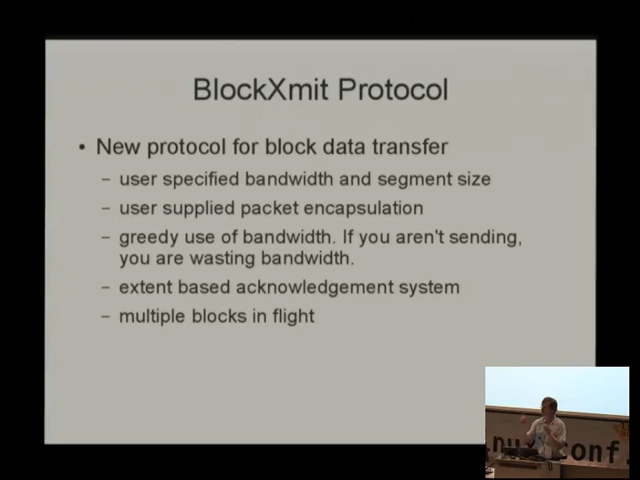 BlockXmit Protocol
• New protocol for block data transfer
– user specified bandwidth and segment size
– user supplied packet encapsulation
– greedy use of bandwidth. If you aren't sending,
you are wasting bandwidth.
– extent based acknowledgement system
– multiple blocks in flight
conf.